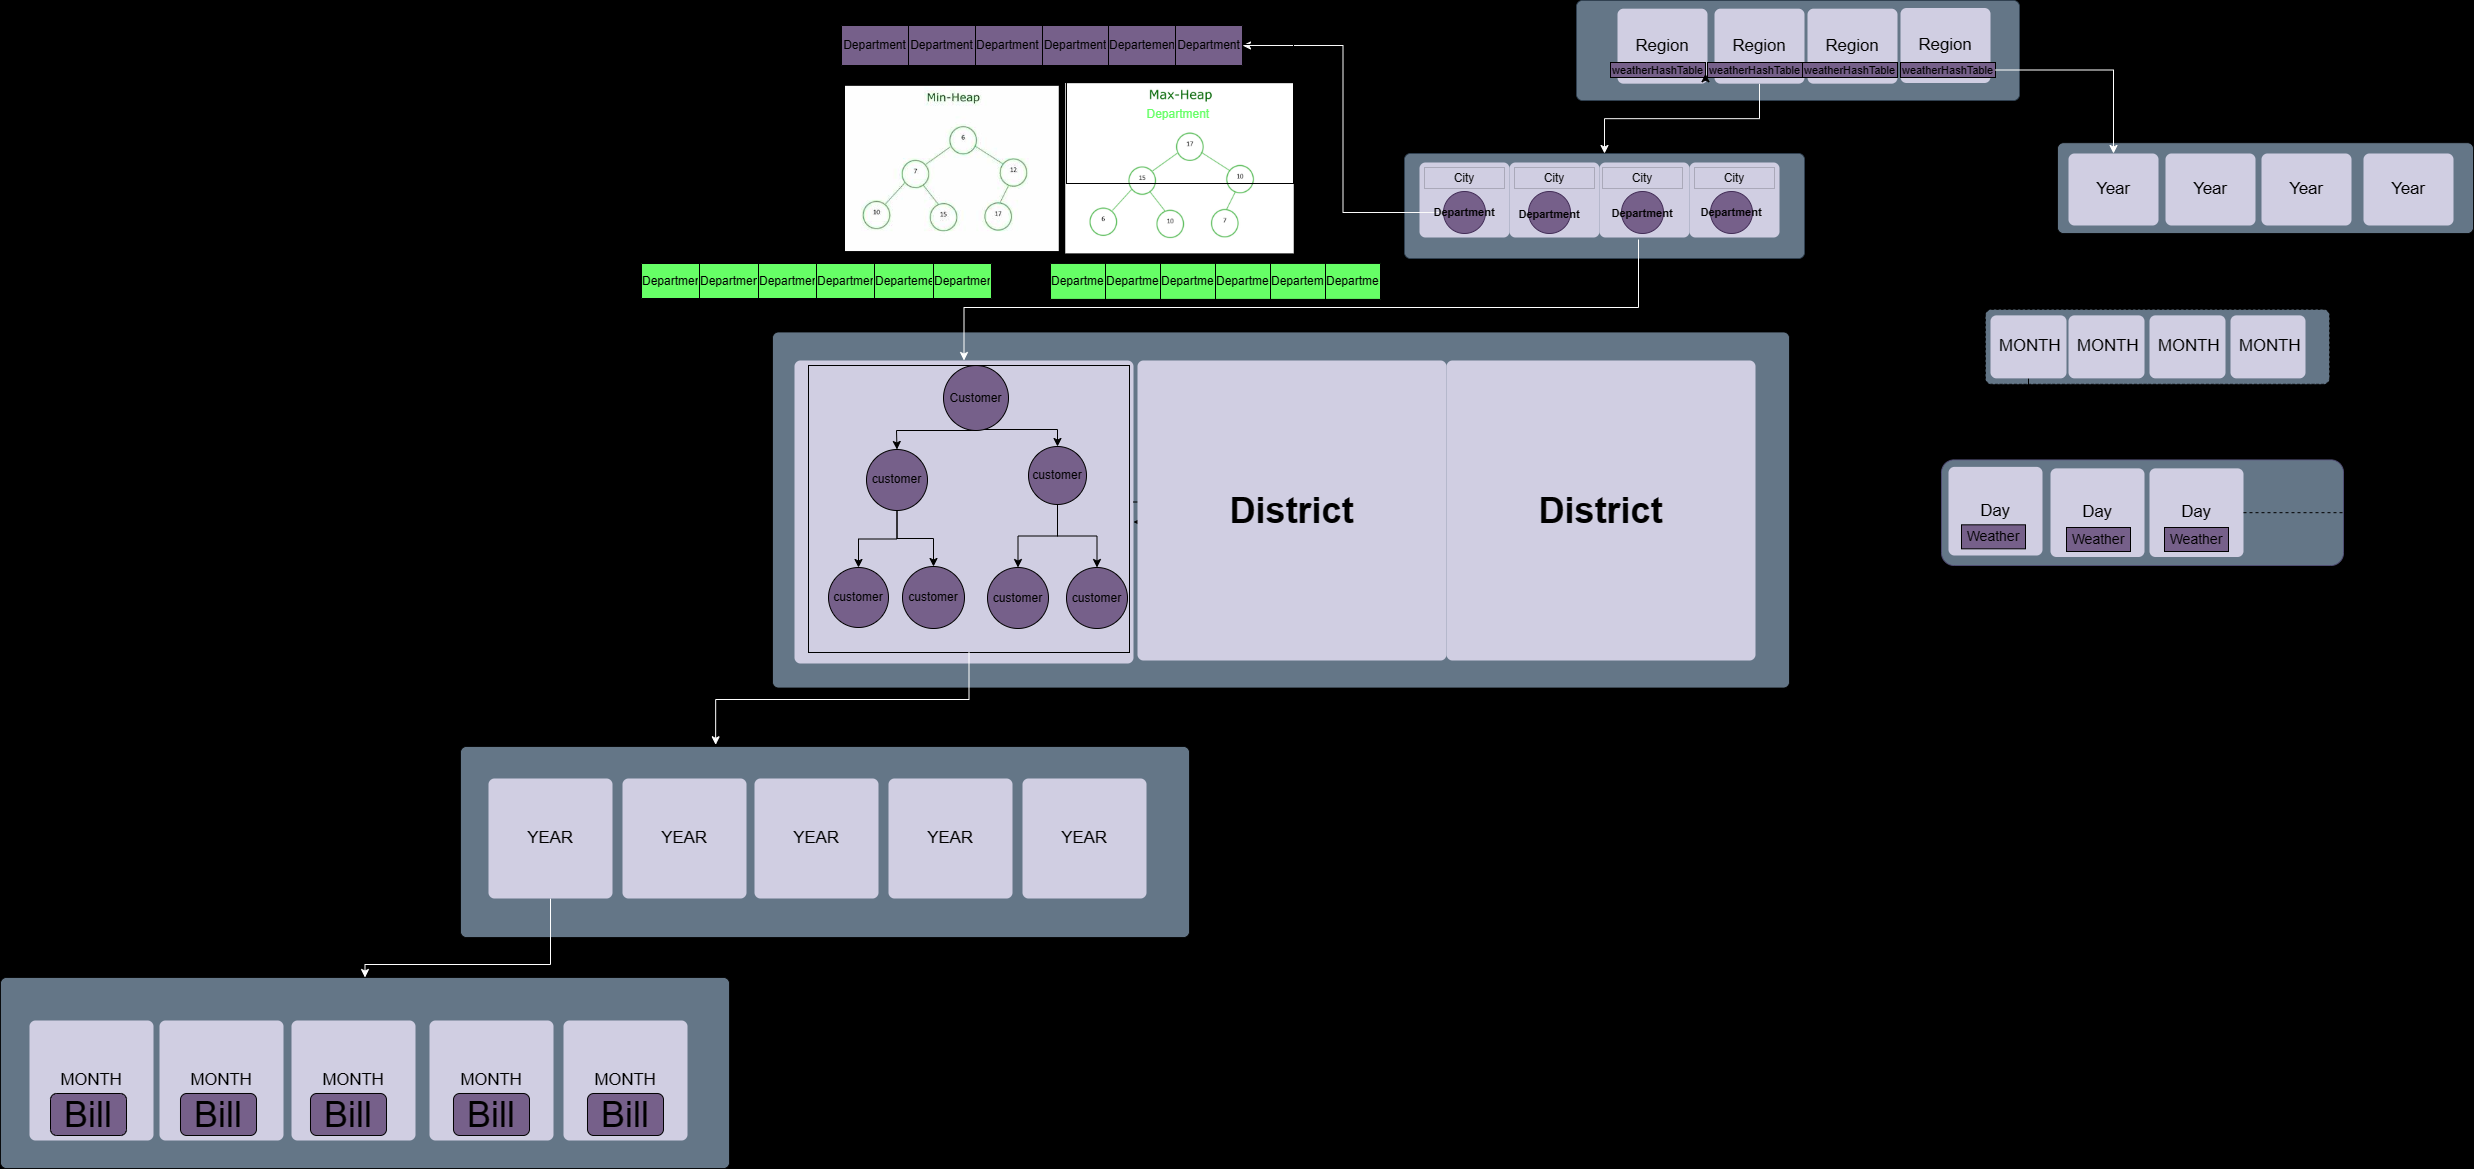 Region
Region
Region
Region
weatherHashTable
weatherHashTable
weatherHashTable
weatherHashTable
Department
Department
Department
Department
Departemen
Department
Min-Heap
6
7
12
10
15
17
Max-Heap
Department
17
15
10
6
10
7
City
City
City
City
Department
Department
Department
Department
Year
Year
Year
Year
Departmer
Departmer
Departmer
Departmer
Departeme
Departmer
Departme
Departme
Departme
Departme
Departem
Departme
MONTH
MONTH
MONTH
MONTH
Customer
customer
customer
customer
customer
customer
customer
District
District
Day
Day
Day
Weather
Weather
Weather
YEAR
YEAR
YEAR
YEAR
YEAR
MONTH
MONTH
MONTH
MONTH
MONTH
Bill
Bill
Bill
Bill
Bill